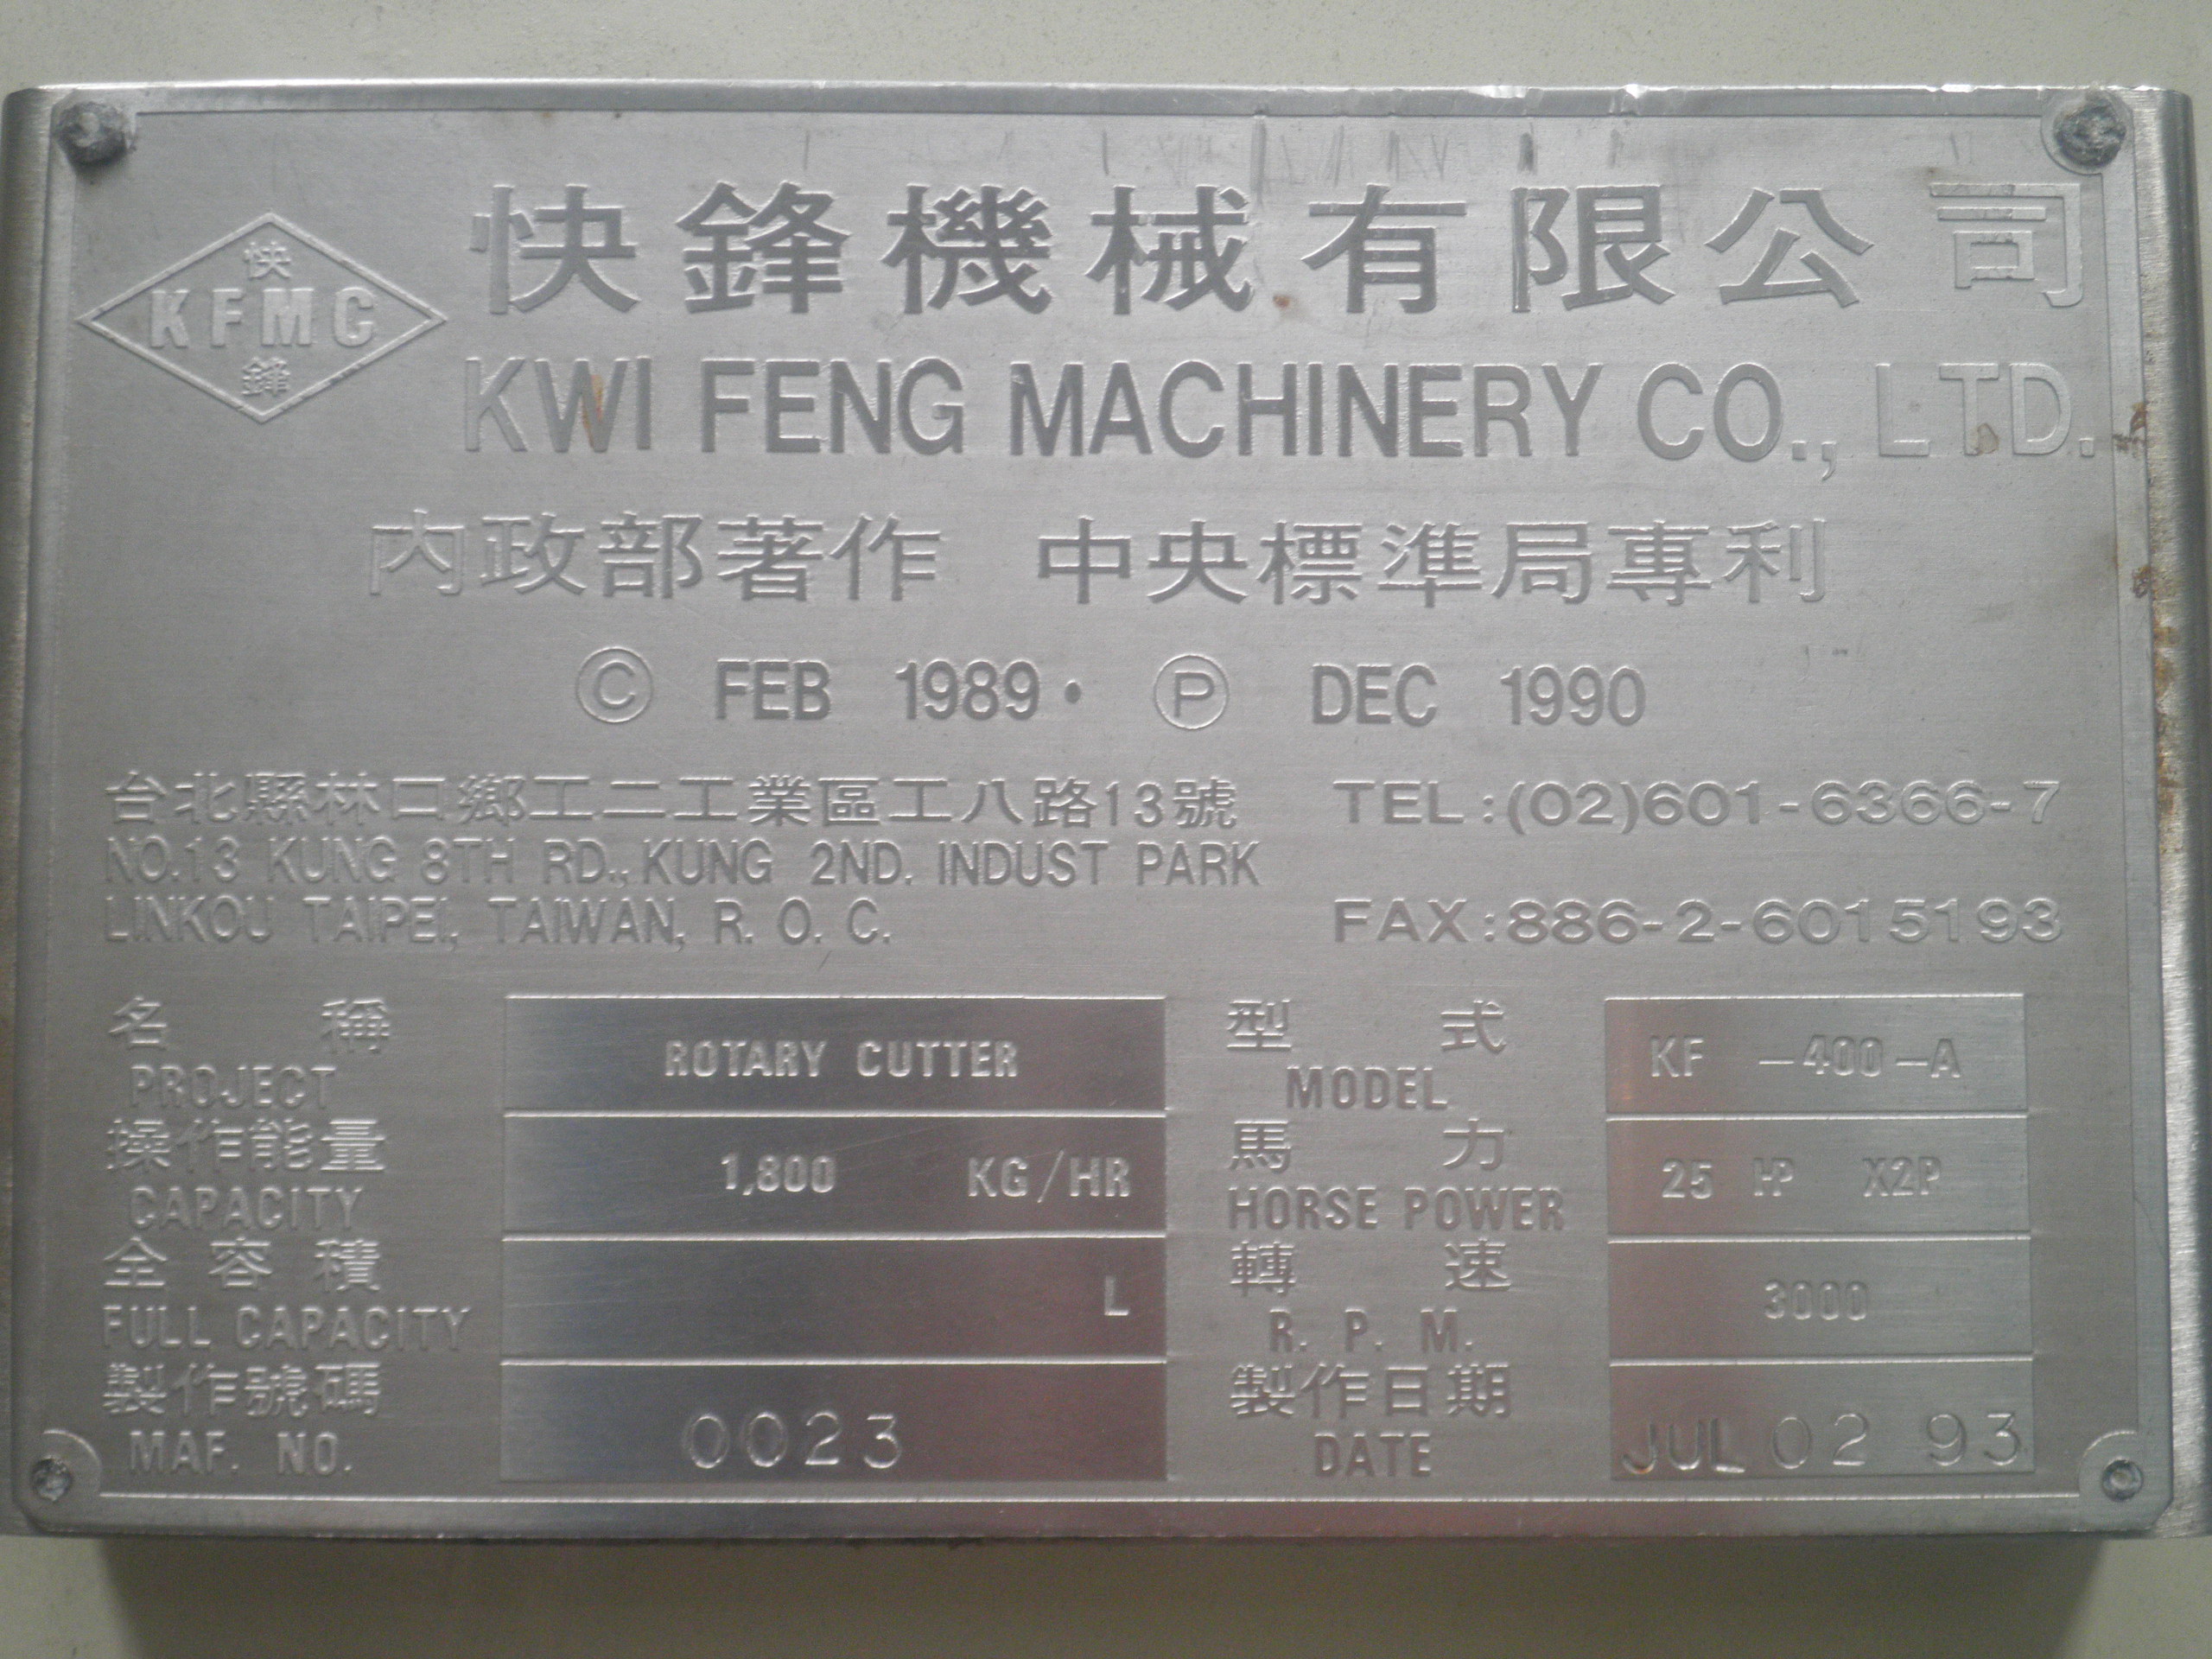 快
KFMC
鋒
快鋒機械有限公司
KWI FENG MACHINERY CO., LTD.
內政部著作 中央標準局專利
Ⓒ FEB 1989 · Ⓟ DEC 1990
台北縣林口鄉工二工業區工八路13號
NO.13 KUNG 8TH RD., KUNG 2ND. INDUST PARK
LINKOU TAIPEI, TAIWAN, R. O. C.
TEL:(02)601-6366-7
FAX:886-2-6015193
名稱
PROJECT
ROTARY CUTTER
型式
MODEL
KF -400-A
操作能量
CAPACITY
1,800 KG/HR
馬力
HORSE POWER
25 HP X2P
全容積
FULL CAPACITY
L
轉速
R. P. M.
3000
製作號碼
MAF. NO.
0023
製作日期
DATE
JUL 02 93